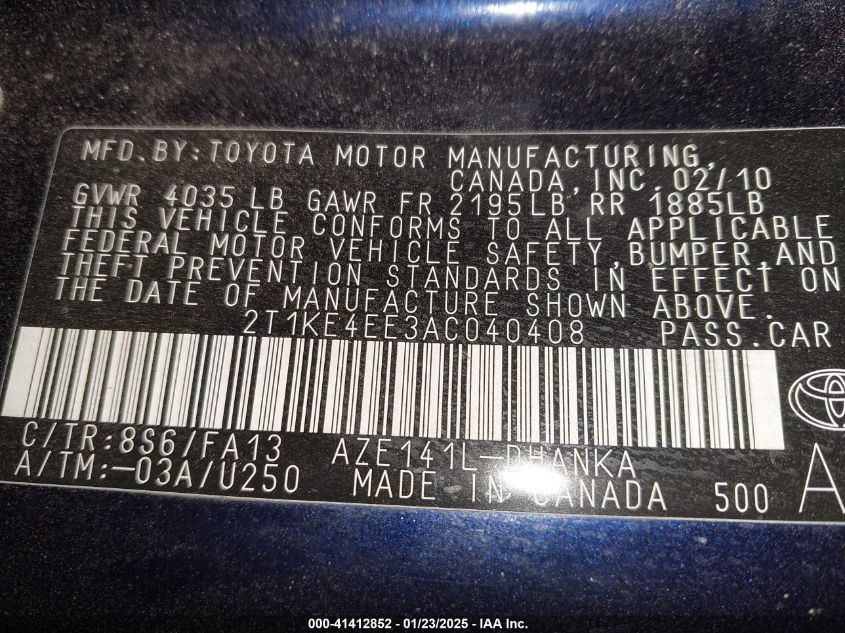 MFD.BY:TOYOTA MOTOR MANUFACTURING,
CANADA,INC.02/10
GVWR 4035 LB GAWR FR 2195LB RR 1885LB
THIS VEHICLE CONFORMS TO ALL APPLICABLE
FEDERAL MOTOR VEHICLE SAFETY,BUMPER,AND
THEFT PREVENTION STANDARDS IN EFFECT ON
THE DATE OF MANUFACTURE SHOWN ABOVE.
2T1KE4EE3AC040408 PASS.CAR
C/TR:8S6/FA13 AZE141L-DHANKA
A/TM:-03A/U250 MADE IN CANADA 500 A
000-41412852 — 01/23/2025 - IAA Inc.